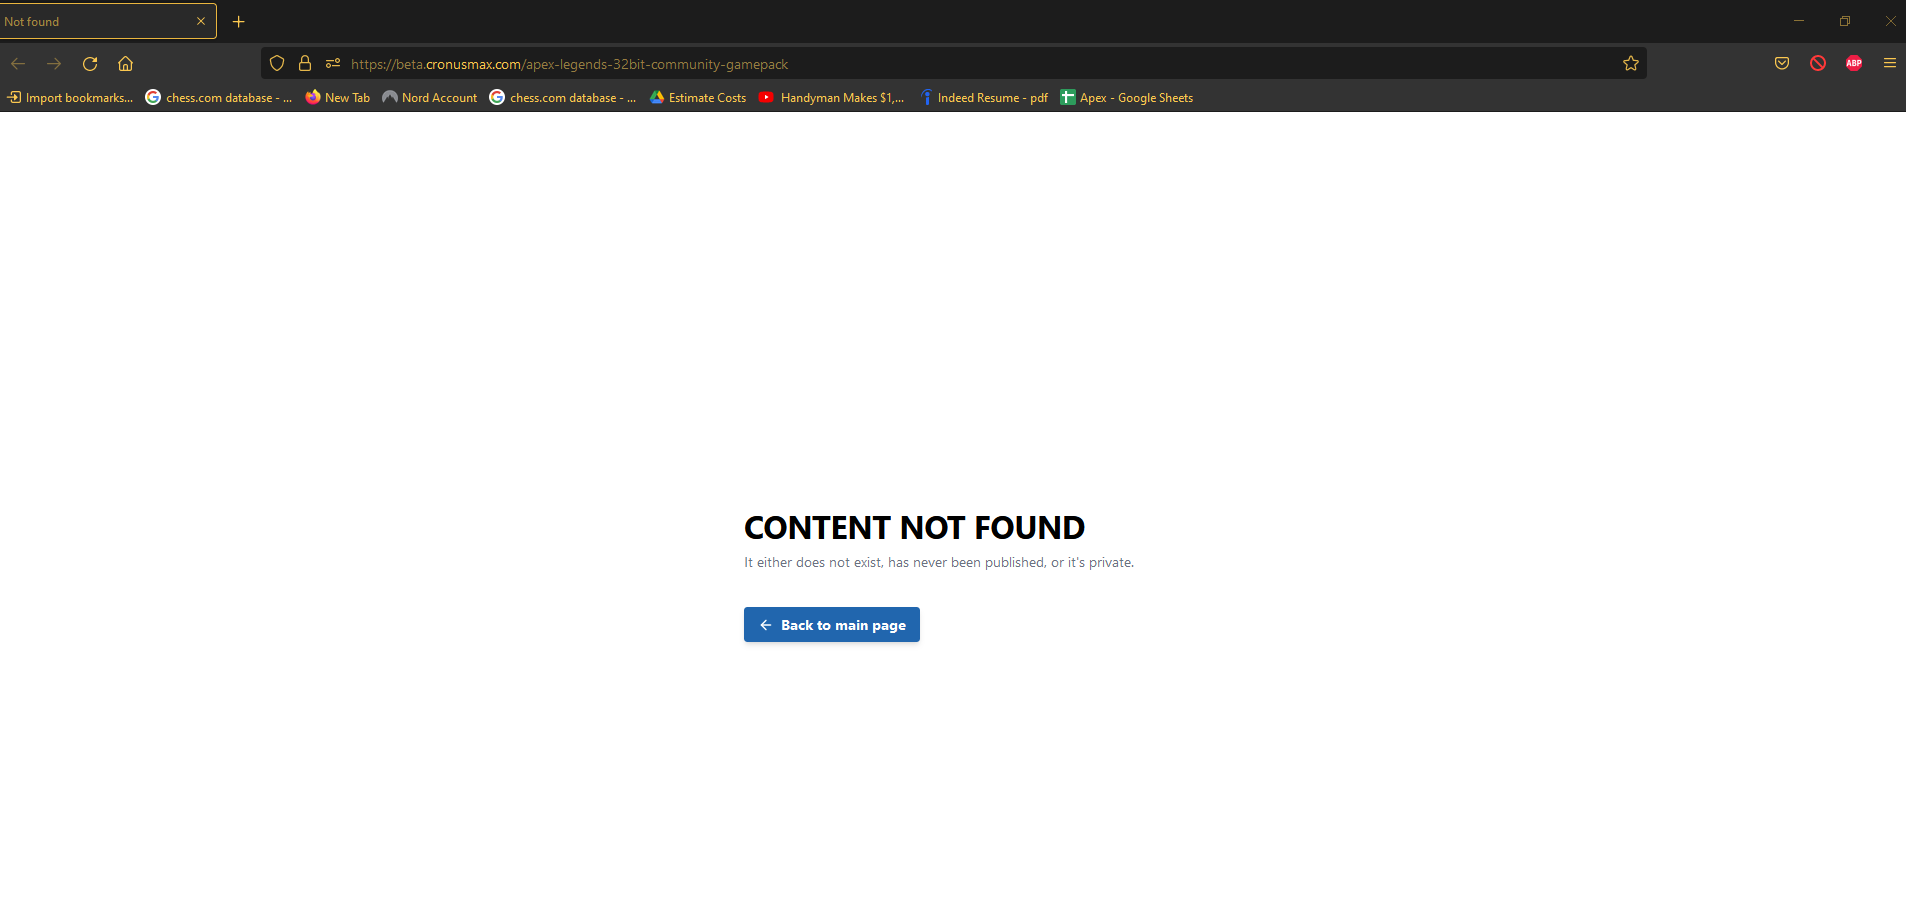 Not found
https://beta.cronusmax.com/apex-legends-32bit-community-gamepack
ABP
Import bookmarks... chess.com database - ... New Tab Nord Account chess.com database - ... Estimate Costs Handyman Makes $1,... Indeed Resume - pdf Apex - Google Sheets
CONTENT NOT FOUND
It either does not exist, has never been published, or it's private.
Back to main page